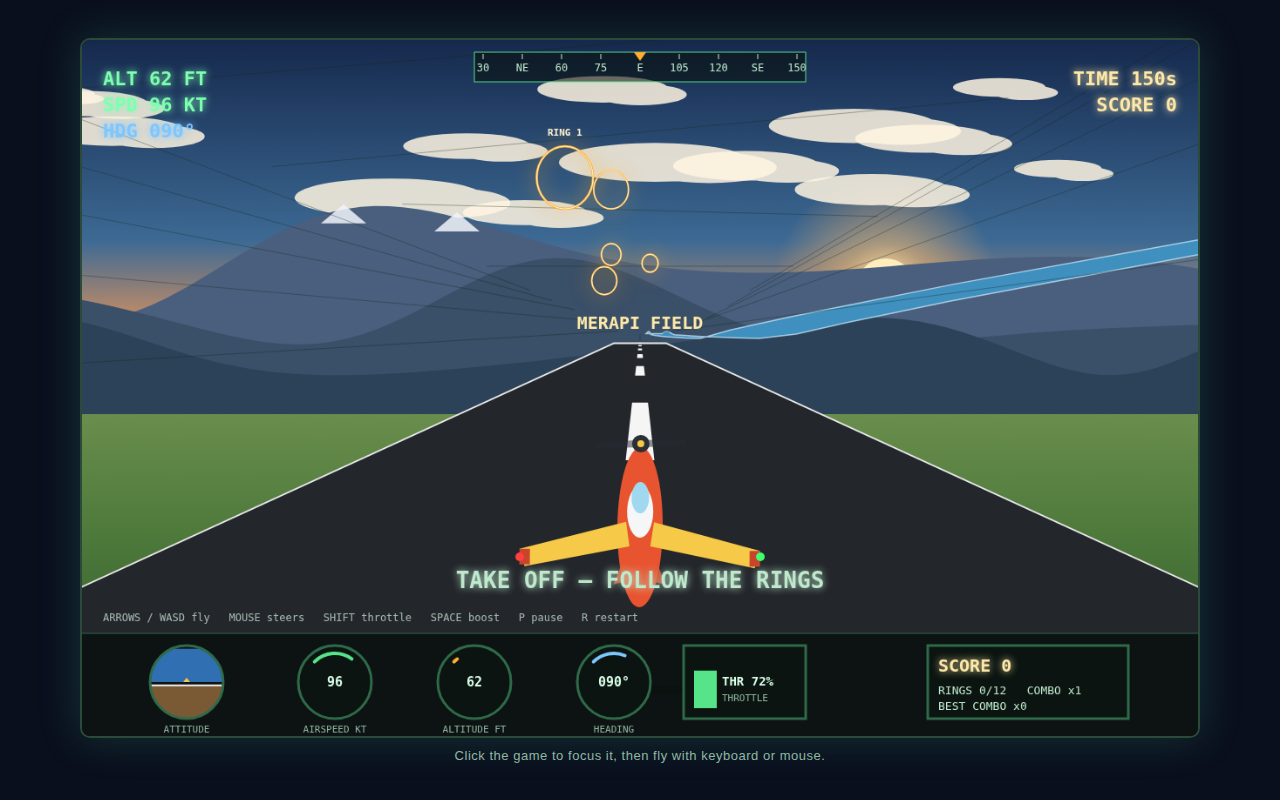 ALT 62 FT
SPD 96 KT
HDG 090°
30 NE 60 75 E 105 120 SE 150
TIME 150s
SCORE 0
RING 1
MERAPI FIELD
TAKE OFF — FOLLOW THE RINGS
ARROWS / WASD fly MOUSE steers SHIFT throttle SPACE boost P pause R restart
ATTITUDE
96
AIRSPEED KT
62
ALTITUDE FT
090°
HEADING
THR 72%
THROTTLE
SCORE 0
RINGS 0/12 COMBO x1
BEST COMBO x0
Click the game to focus it, then fly with keyboard or mouse.